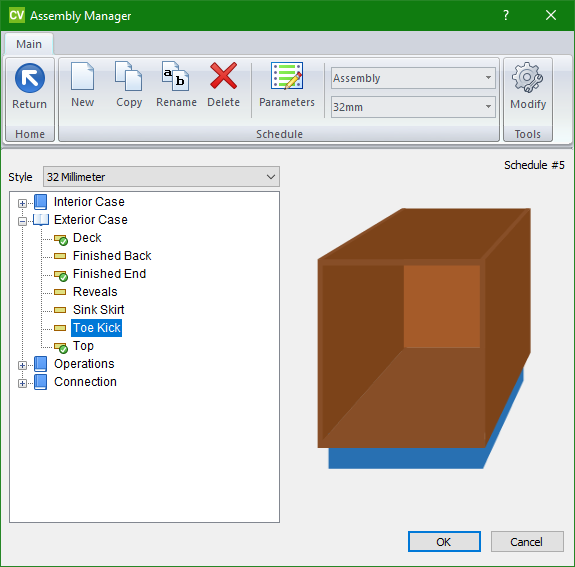 CV Assembly Manager ?
Main
Return
New
Copy
a b
Rename
Delete
Parameters
Assembly
32mm
Modify
Home
Schedule
Tools
Style
32 Millimeter
Schedule #5
Interior Case
Exterior Case
Deck
Finished Back
Finished End
Reveals
Sink Skirt
Toe Kick
Top
Operations
Connection
OK
Cancel